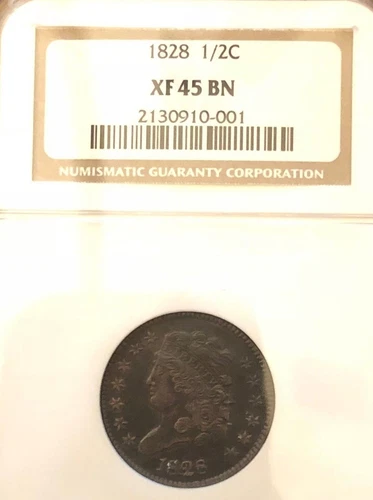 1828 1/2C
XF 45 BN
2130910-001
NUMISMATIC GUARANTY CORPORATION
1828